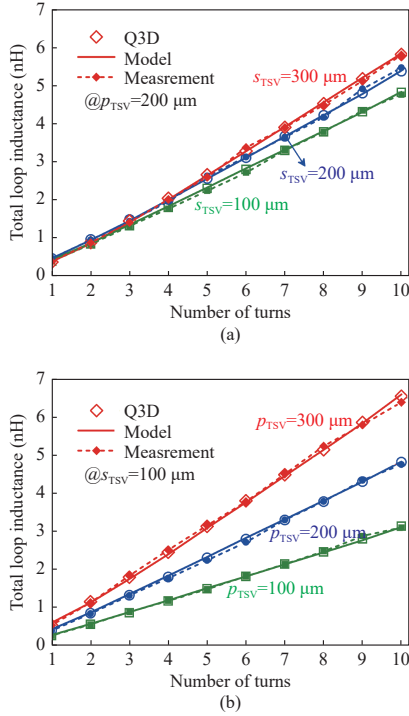 7
6
5
4
3
2
1
0
Total loop inductance (nH)
Q3D
Model
Measrement
@pTSV=200 μm
sTSV=300 μm
sTSV=200 μm
sTSV=100 μm
1 2 3 4 5 6 7 8 9 10
Number of turns
(a)
7
6
5
4
3
2
1
0
Total loop inductance (nH)
Q3D
Model
Measrement
@sTSV=100 μm
pTSV=300 μm
pTSV=200 μm
pTSV=100 μm
1 2 3 4 5 6 7 8 9 10
Number of turns
(b)